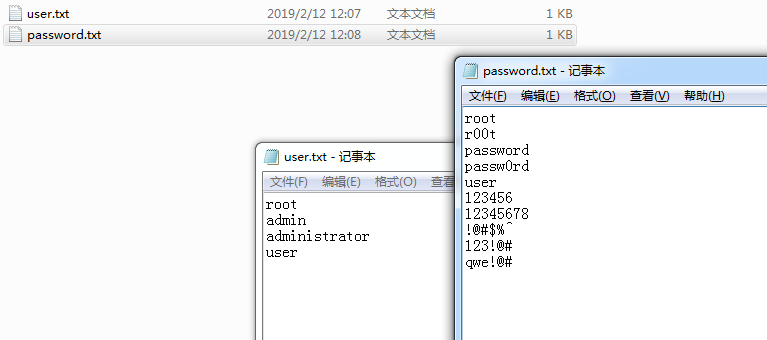 user.txt 2019/2/12 12:07 文本文档 1 KB
password.txt 2019/2/12 12:08 文本文档 1 KB
password.txt - 记事本
文件(F) 编辑(E) 格式(O) 查看(V) 帮助(H)
root
r00t
password
passw0rd
user
123456
12345678
!@#$%^
123!@#
qwe!@#
user.txt - 记事本
文件(F) 编辑(E) 格式(O) 查看
root
admin
administrator
user